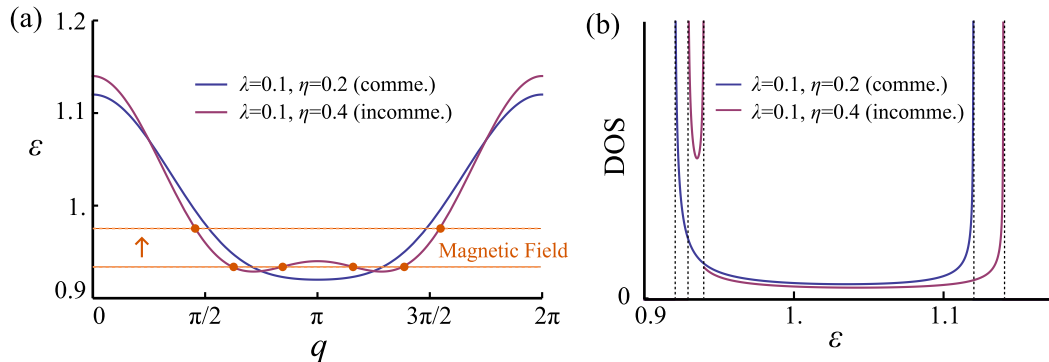 (a)
1.2
1.1
1.
0.9
ε
λ=0.1, η=0.2 (comme.)
λ=0.1, η=0.4 (incomme.)
↑
Magnetic Field
0
π/2
π
3π/2
2π
q
(b)
DOS
λ=0.1, η=0.2 (comme.)
λ=0.1, η=0.4 (incomme.)
0
0.9
1.
1.1
ε